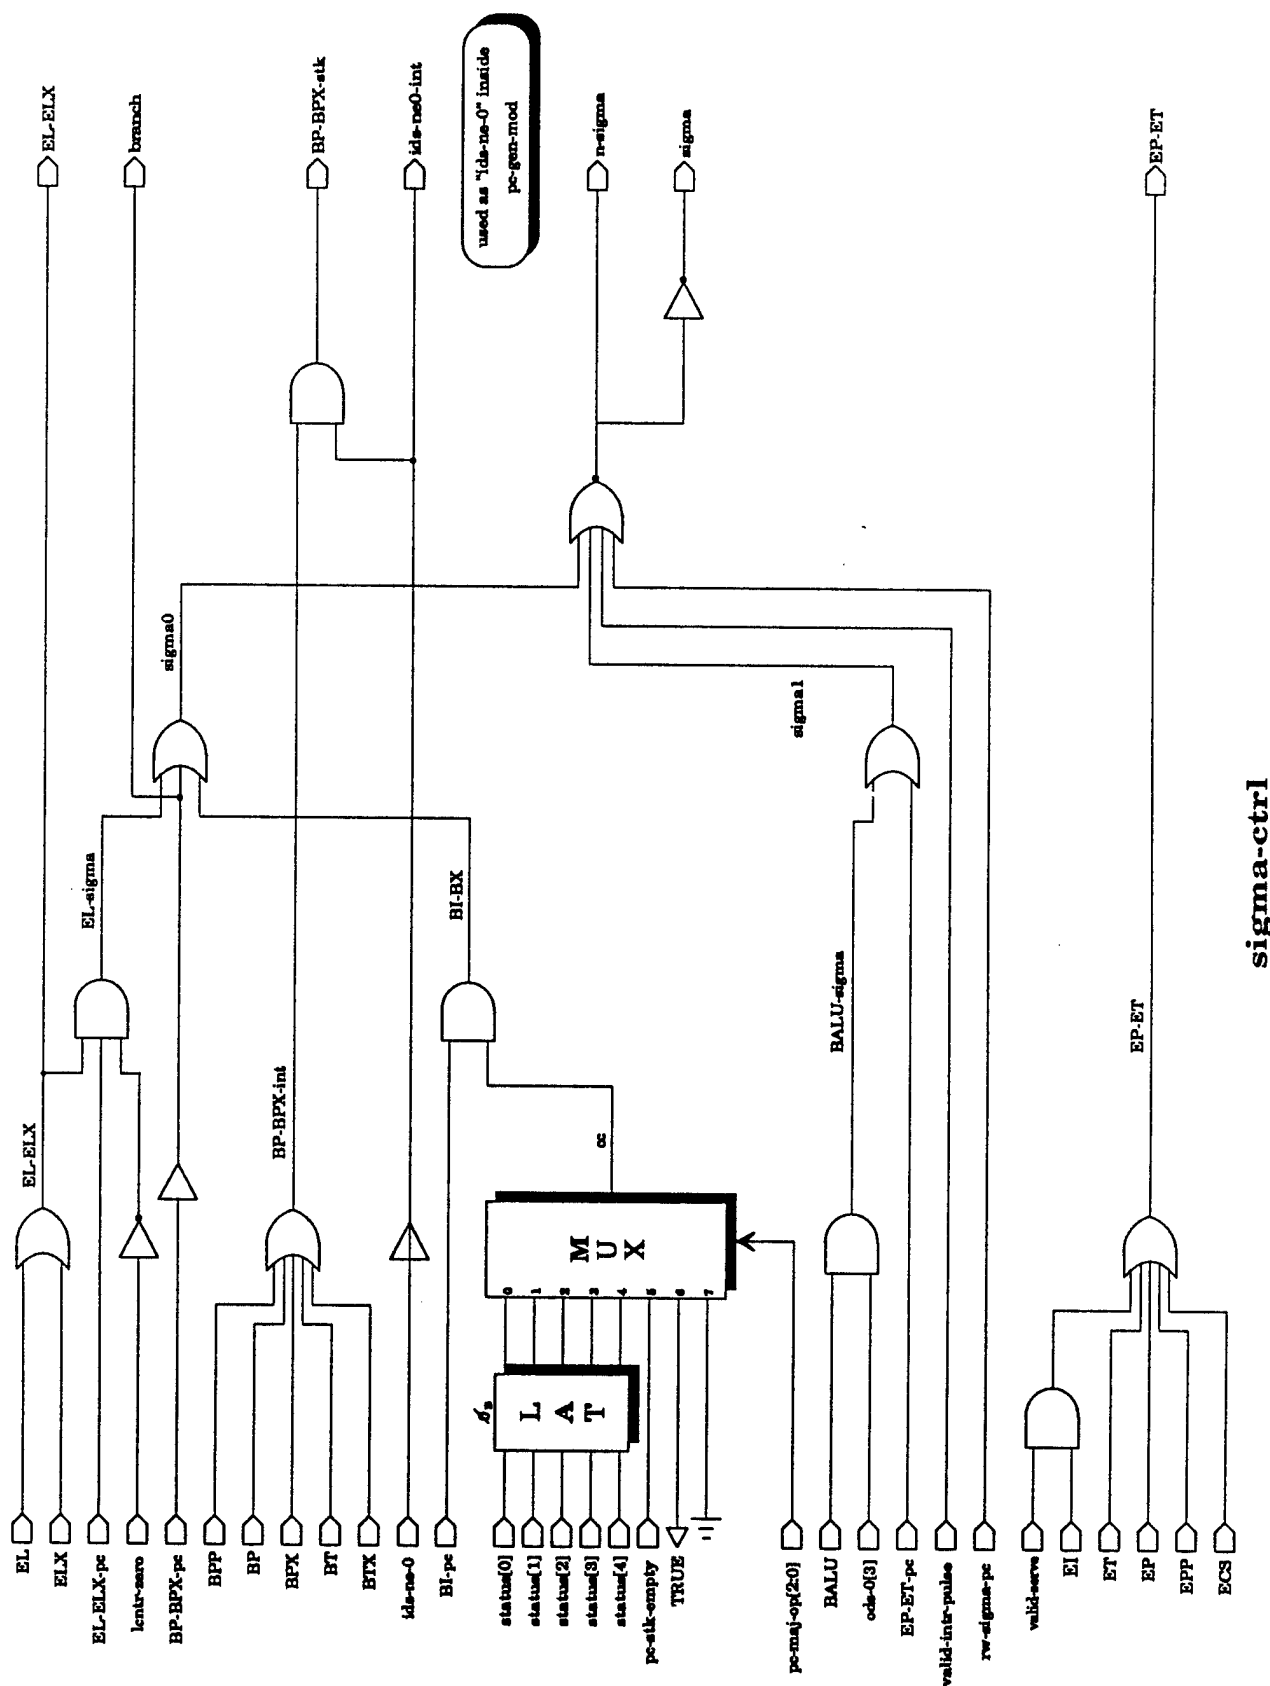 EL-ELX
branch
BP-BPX-stk
ids-ne0-int
used as "ids-ne-0" inside
pc-gen-mod
n-sigma
sigma
EP-ET
sigma0
sigma1
EL-sigma
BI-BX
BALU-sigma
EL-ELX
BP-BPX-int
cc
EP-ET
MUX
0
1
2
3
4
5
6
7
LAT
EL
ELX
EL-ELX-pc
lcntr-zero
BP-BPX-pc
BPP
BP
BPX
BT
BTX
ids-ne-0
BI-pc
status[0]
status[1]
status[2]
status[3]
status[4]
pc-stk-empty
TRUE
pc-maj-op[2:0]
BALU
ods-0[3]
EP-ET-pc
valid-intr-pulse
rw-sigma-pc
valid-serve
EI
ET
EP
EPP
ECS
sigma-ctrl